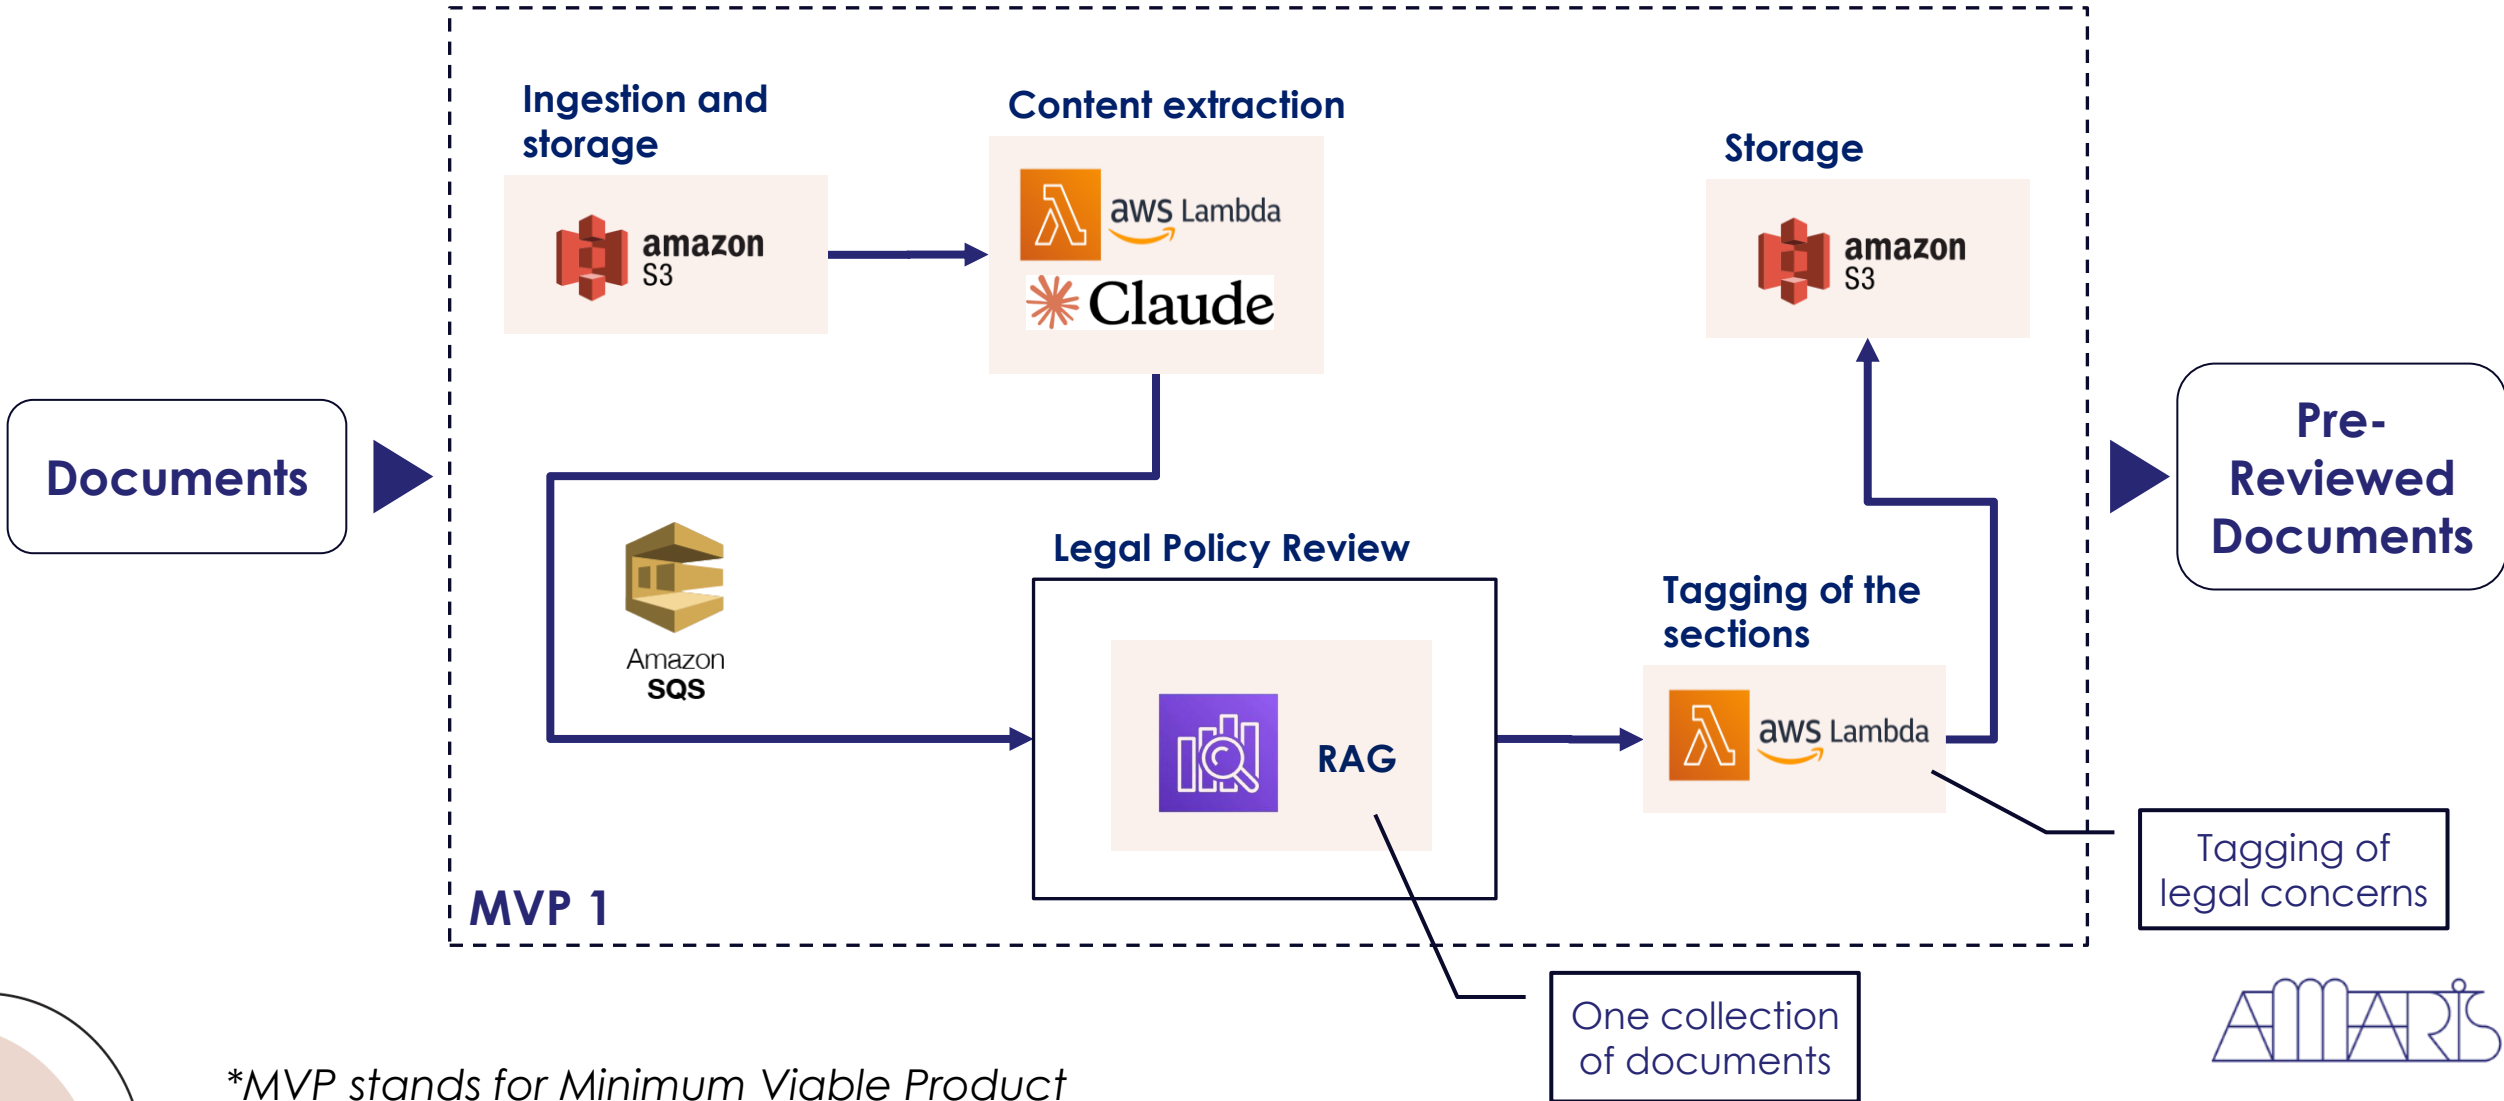 Ingestion and
storage
amazon
S3
Content extraction
aws Lambda
Claude
Storage
amazon
S3
Documents
Pre-
Reviewed
Documents
Amazon
SQS
Legal Policy Review
RAG
Tagging of the
sections
aws Lambda
Tagging of
legal concerns
MVP 1
One collection
of documents
AMARIS
*MVP stands for Minimum Viable Product